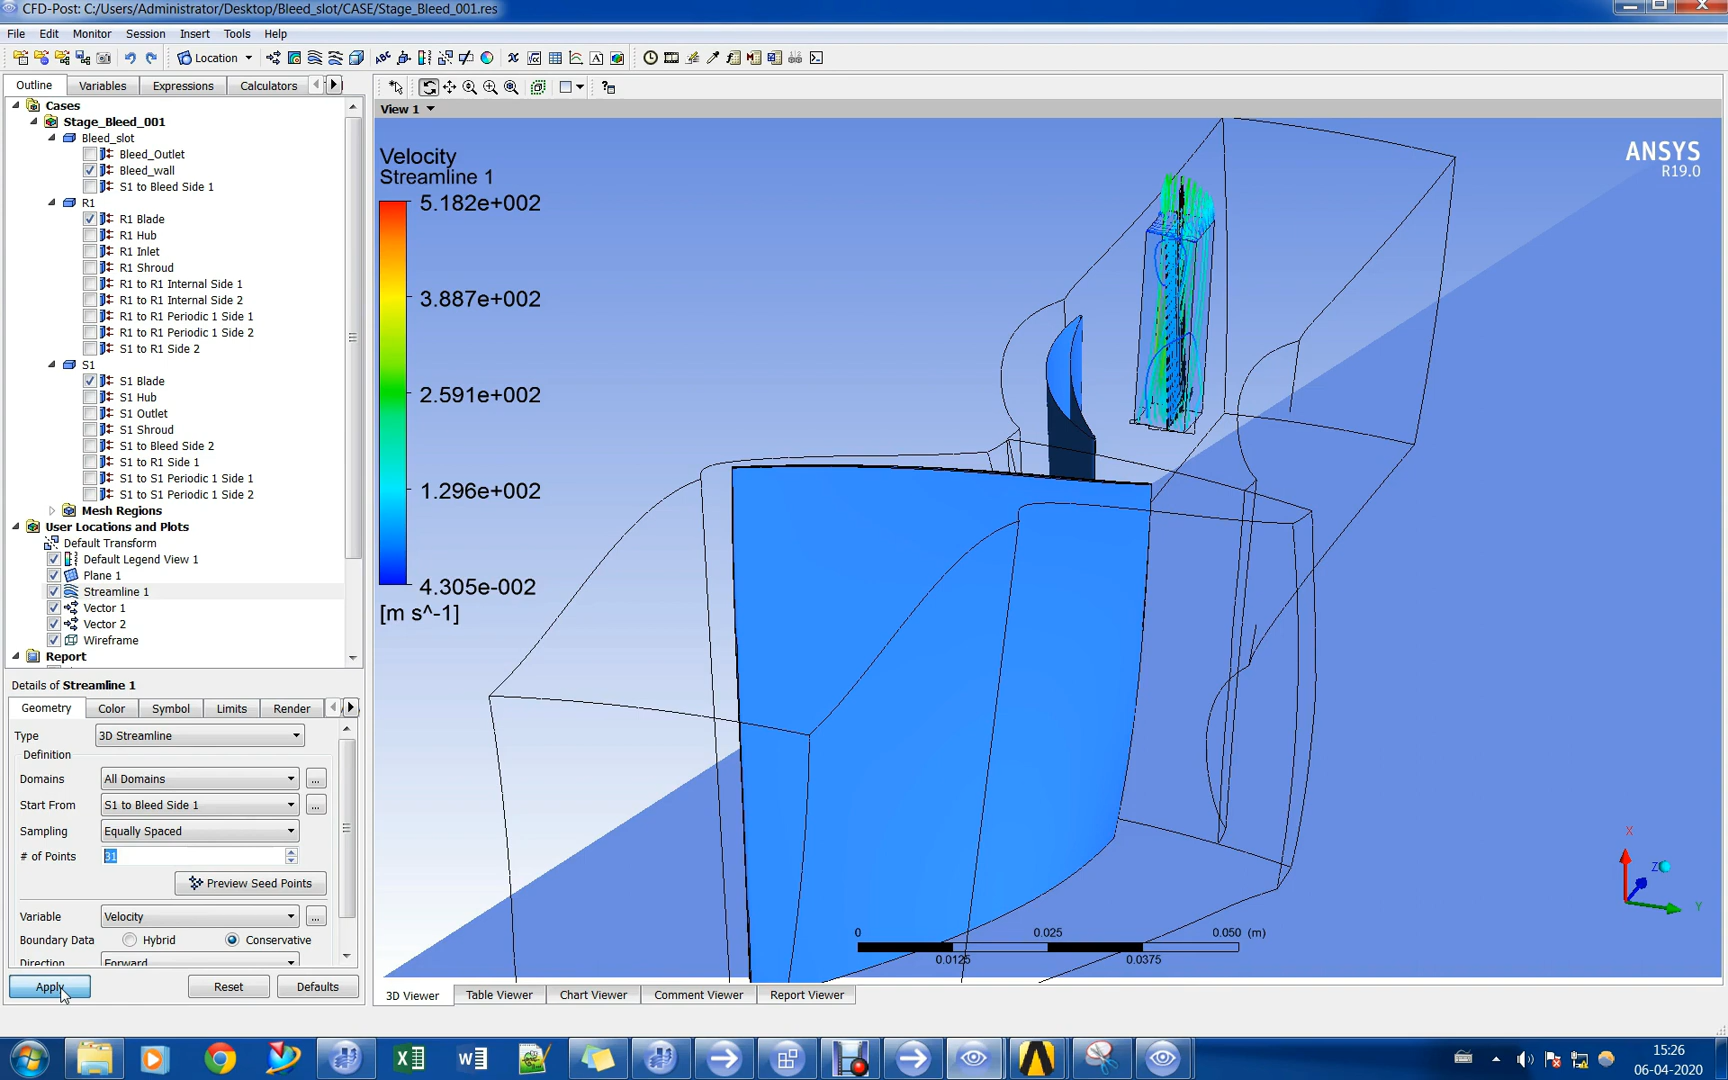 CFD-Post: C:/Users/Administrator/Desktop/Bleed_slot/CASE/Stage_Bleed_001.res
File Edit Monitor Session Insert Tools Help
Location
Outline Variables Expressions Calculators
View 1
Cases
Stage_Bleed_001
Bleed_slot
Bleed_Outlet
Bleed_wall
S1 to Bleed Side 1
R1
R1 Blade
R1 Hub
R1 Inlet
R1 Shroud
R1 to R1 Internal Side 1
R1 to R1 Internal Side 2
R1 to R1 Periodic 1 Side 1
R1 to R1 Periodic 1 Side 2
S1 to R1 Side 2
S1
S1 Blade
S1 Hub
S1 Outlet
S1 Shroud
S1 to Bleed Side 2
S1 to R1 Side 1
S1 to S1 Periodic 1 Side 1
S1 to S1 Periodic 1 Side 2
Mesh Regions
User Locations and Plots
Default Transform
Default Legend View 1
Plane 1
Streamline 1
Vector 1
Vector 2
Wireframe
Report
Details of Streamline 1
Geometry Color Symbol Limits Render
Type 3D Streamline
Definition
Domains All Domains ...
Start From S1 to Bleed Side 1 ...
Sampling Equally Spaced
# of Points 31
Preview Seed Points
Variable Velocity ...
Boundary Data Hybrid Conservative
Direction Forward
Apply Reset Defaults
Velocity
Streamline 1
5.182e+002
3.887e+002
2.591e+002
1.296e+002
4.305e-002
[m s^-1]
ANSYS
R19.0
X
Z
Y
0 0.025 0.050 (m)
0.0125 0.0375
3D Viewer Table Viewer Chart Viewer Comment Viewer Report Viewer
15:26
06-04-2020